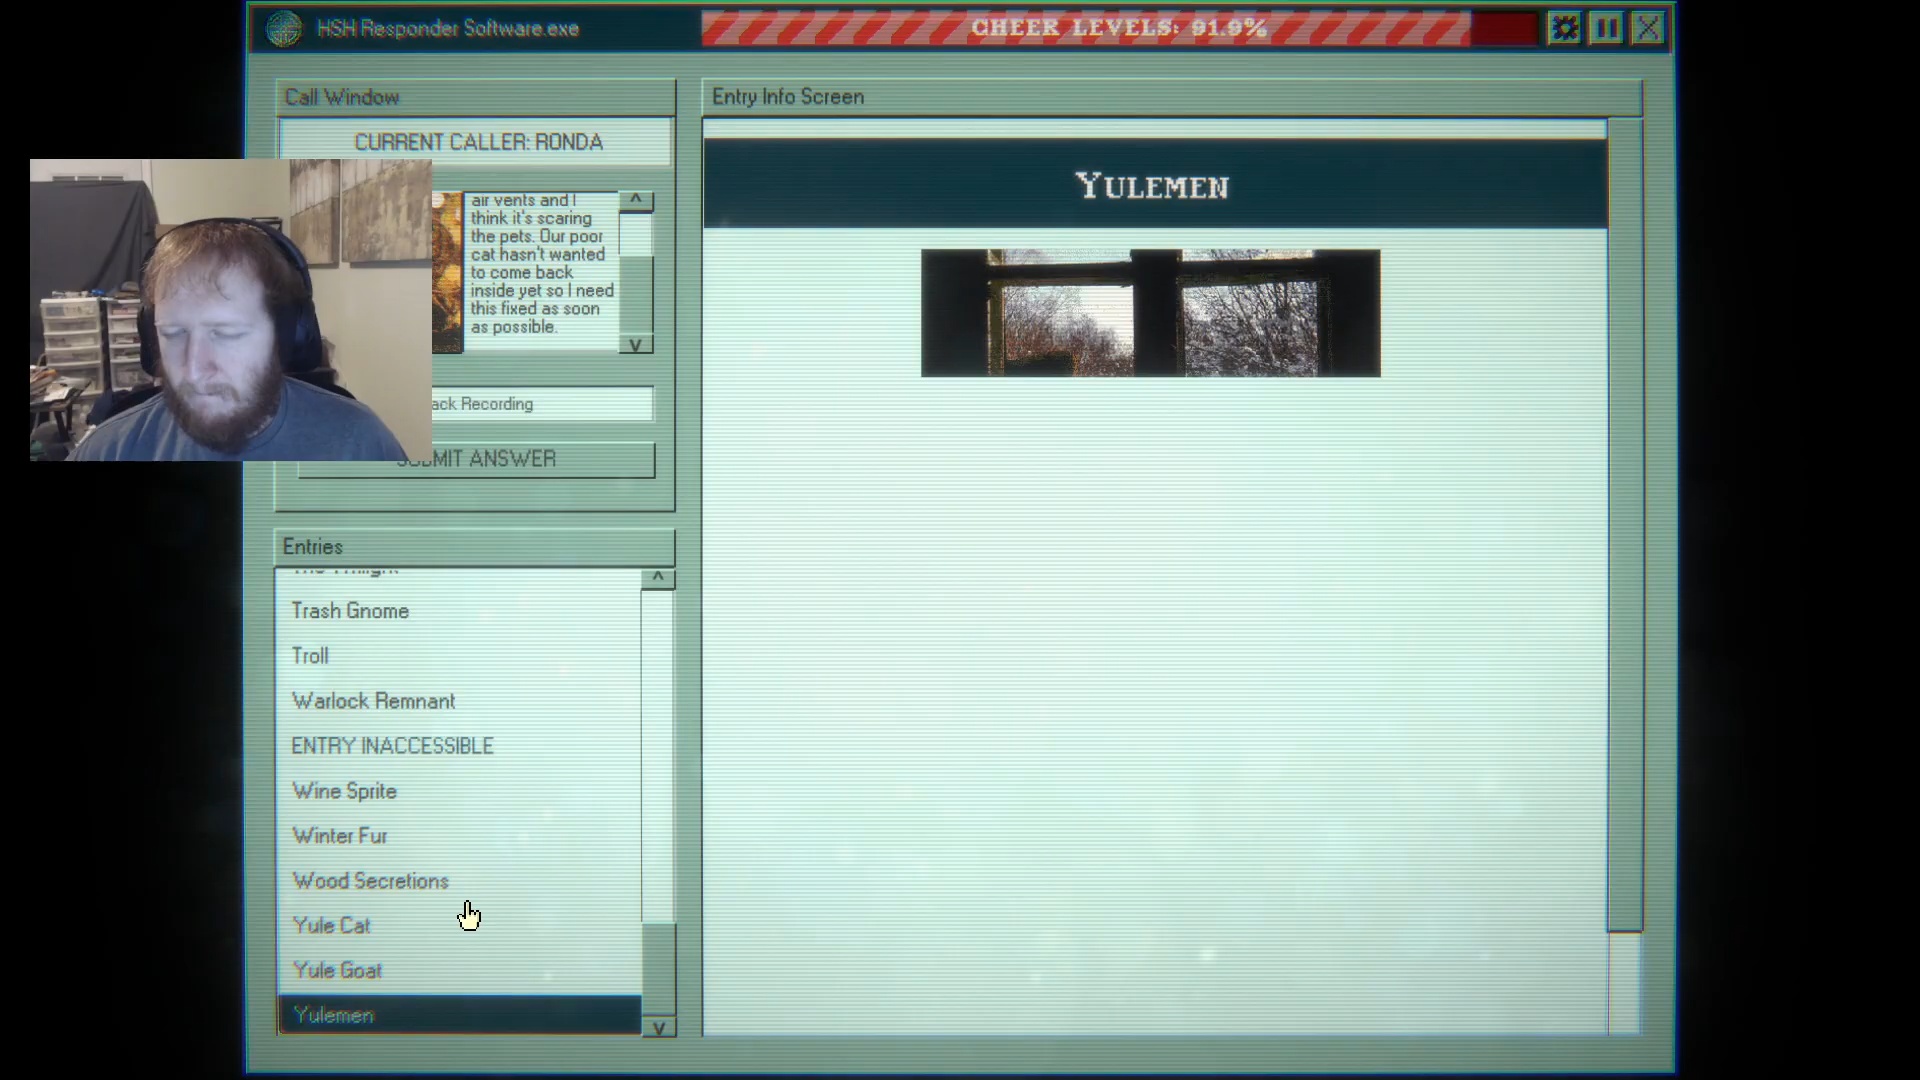 HSH Responder Software.exe
CHEER LEVELS: 91.9%
Call Window
Entry Info Screen
CURRENT CALLER: RONDA
YULEMEN
air vents and I
think it's scaring
the pets. Our poor
cat hasn't wanted
to come back
inside yet so I need
this fixed as soon
as possible.
Recording
SUBMIT ANSWER
Entries
Trash Gnome
Troll
Warlock Remnant
ENTRY INACCESSIBLE
Wine Sprite
Winter Fur
Wood Secretions
Yule Cat
Yule Goat
Yulemen